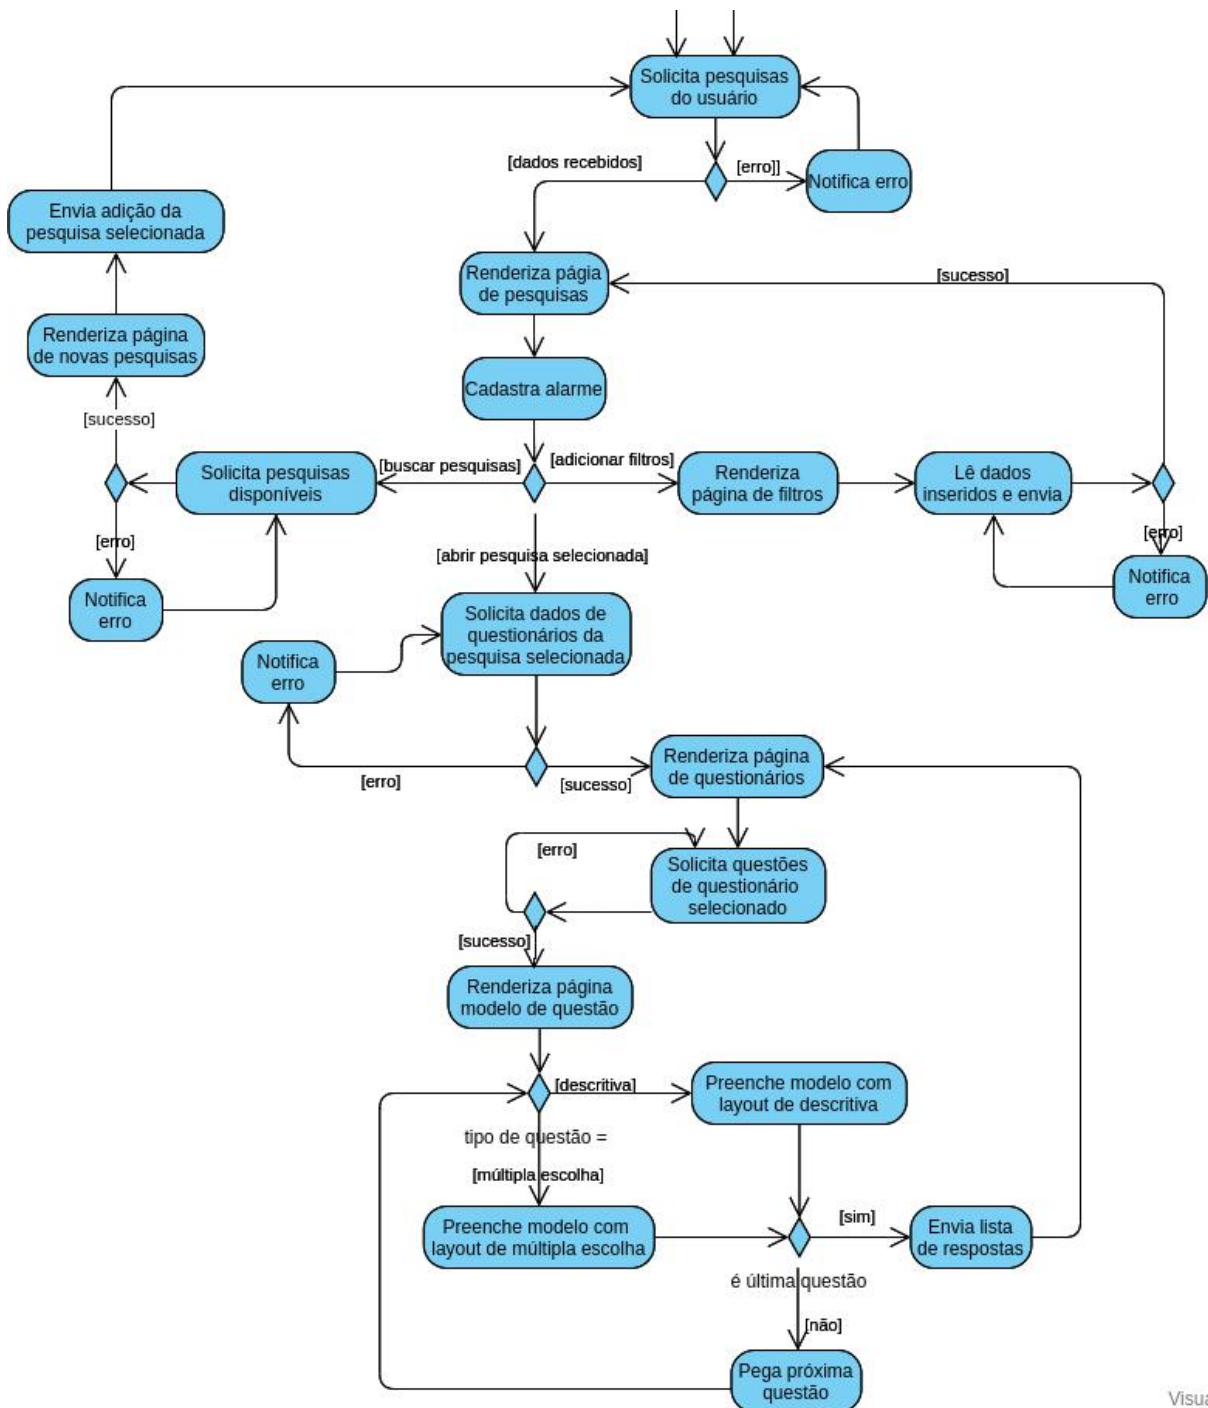 Solicita pesquisas
do usuário
[dados recebidos]
[erro]]
Notifica erro
Envia adição da
pesquisa selecionada
Renderiza págia
de pesquisas
[sucesso]
Renderiza página
de novas pesquisas
Cadastra alarme
[sucesso]
[buscar pesquisas]
[adicionar filtros]
Solicita pesquisas
disponíveis
Renderiza
página de filtros
Lê dados
inseridos e envia
[erro]
[erro]
[abrir pesquisa selecionada]
Notifica
erro
Notifica
erro
Solicita dados de
questionários da
pesquisa selecionada
Notifica
erro
Renderiza página
de questionários
[erro]
[sucesso]
[erro]
Solicita questões
de questionário
selecionado
[sucesso]
Renderiza página
modelo de questão
[descritiva]
Preenche modelo com
layout de descritiva
tipo de questão =
[múltipla escolha]
Preenche modelo com
layout de múltipla escolha
[sim]
Envia lista
de respostas
é última questão
[não]
Pega próxima
questão
Visua